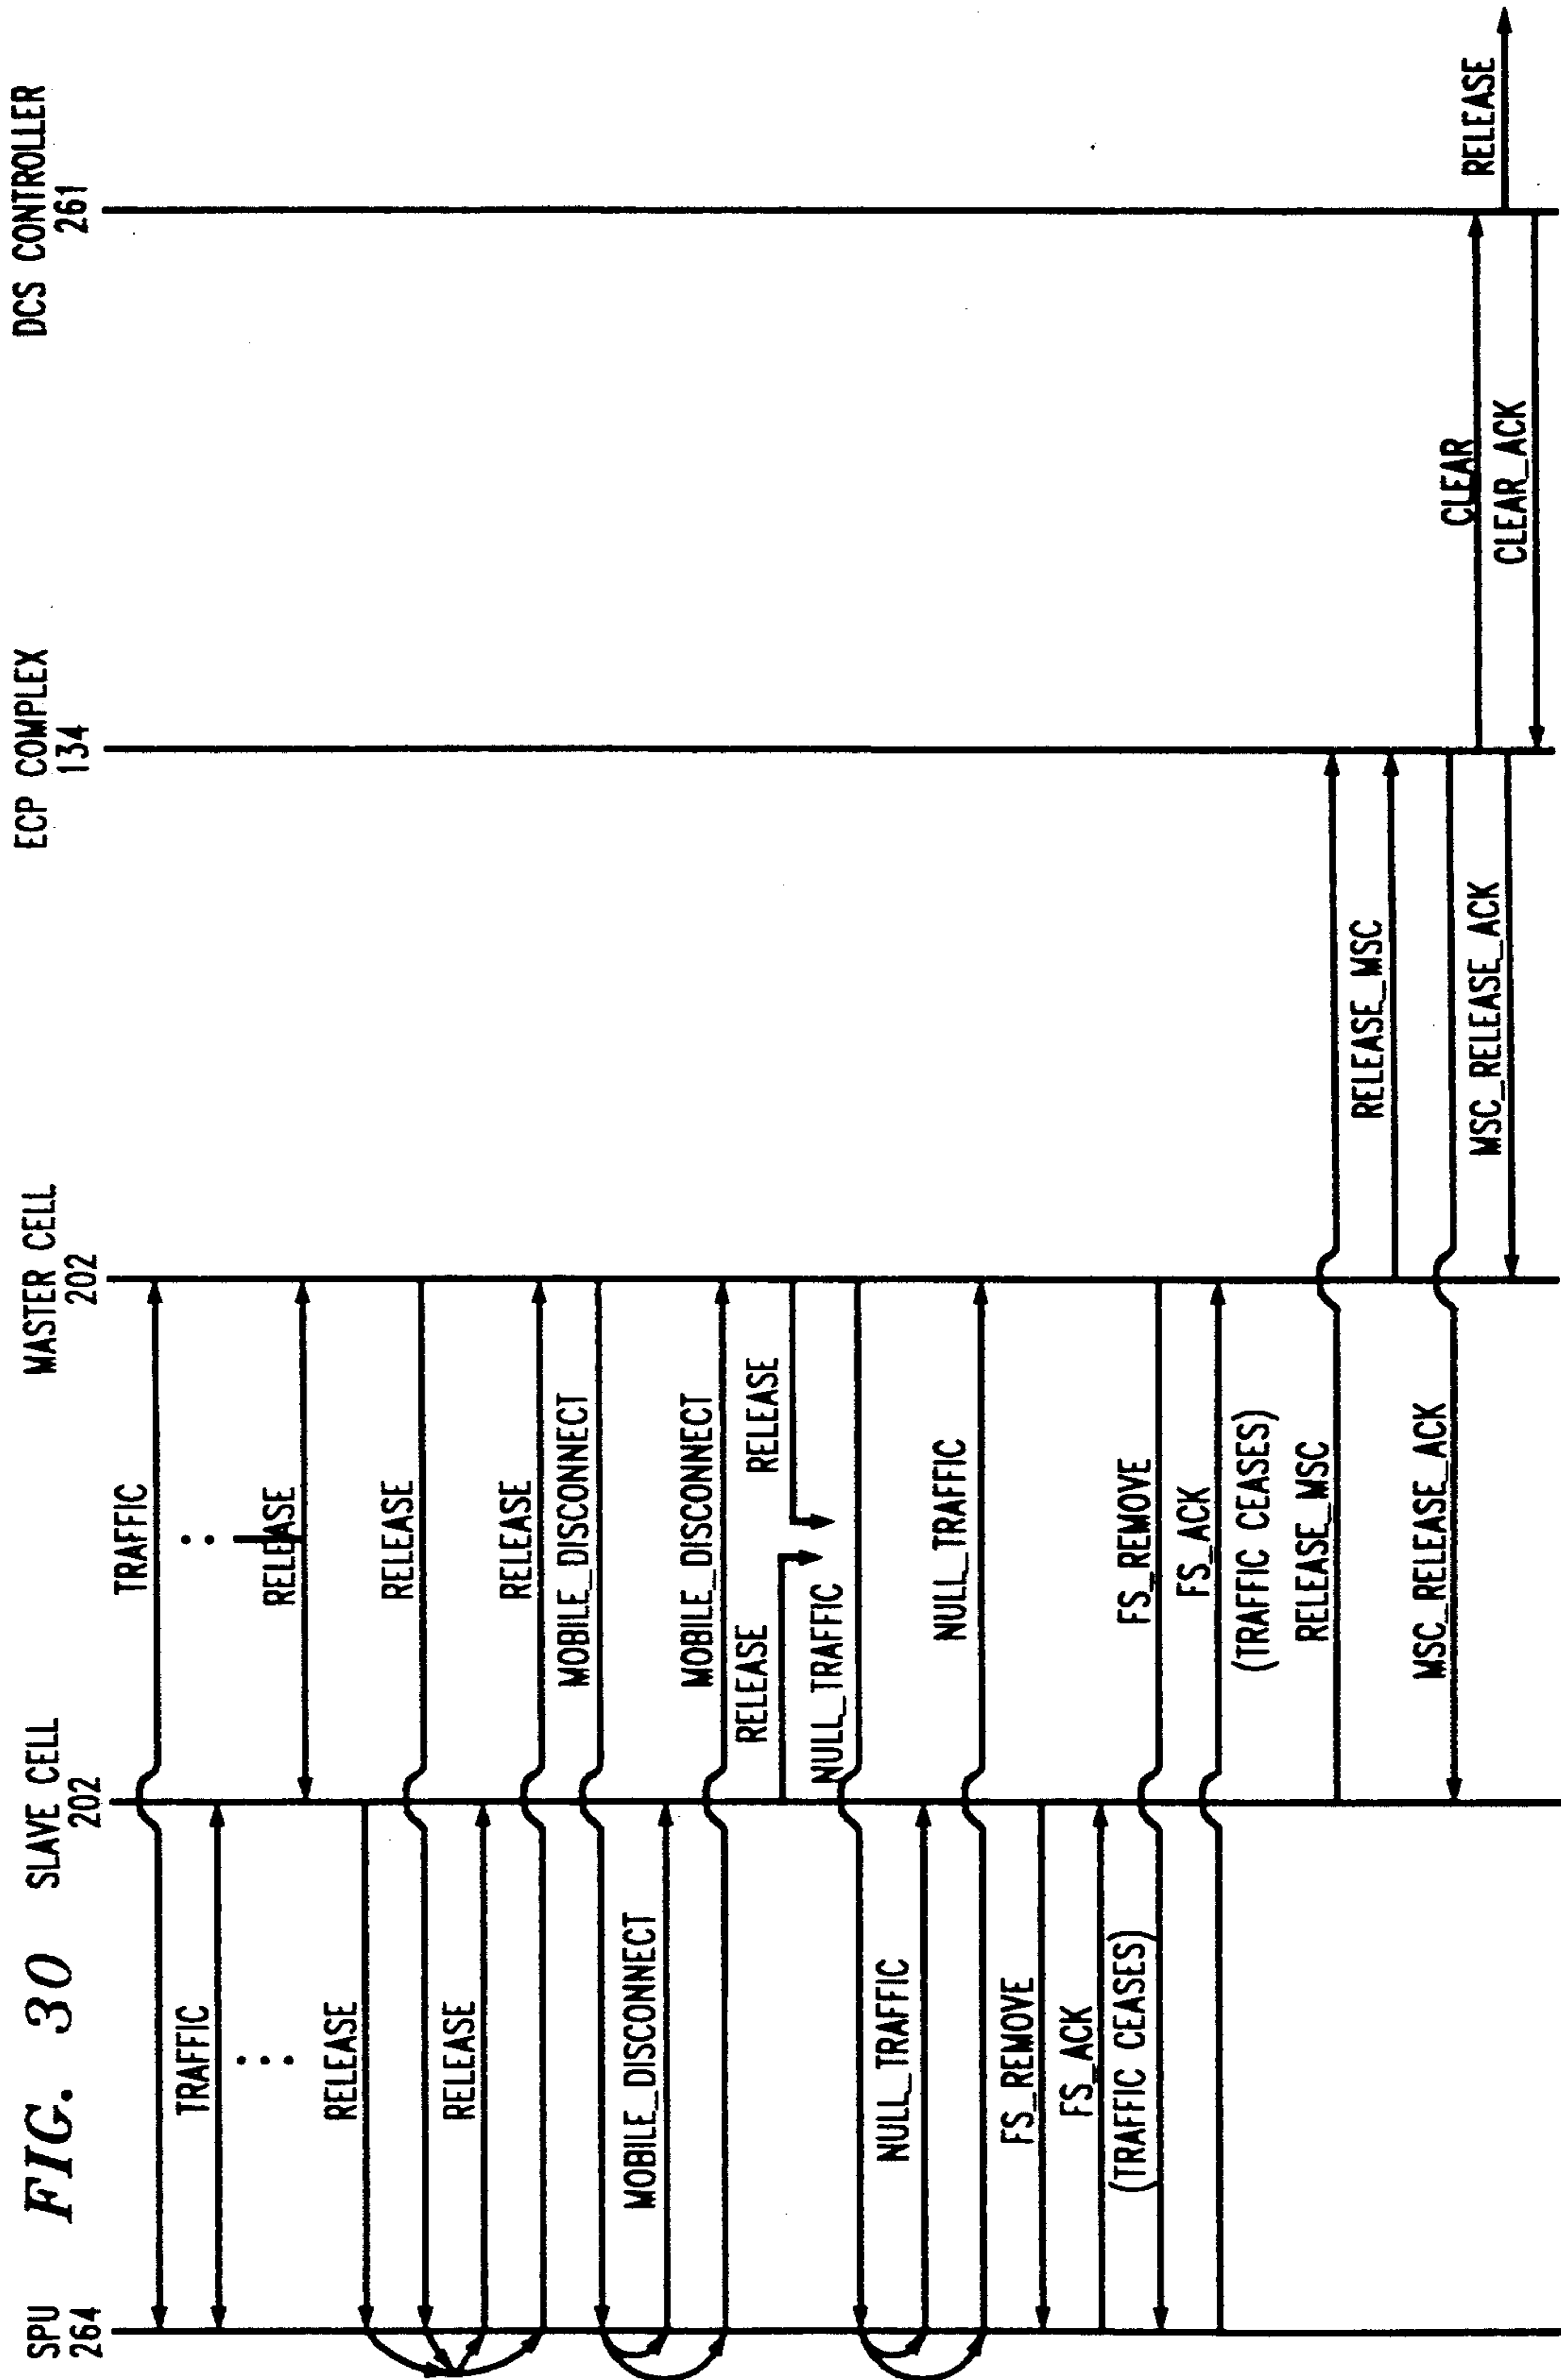 FIG. 30
SPU
264
SLAVE CELL
202
MASTER CELL
202
ECP COMPLEX
134
DCS CONTROLLER
261
TRAFFIC
TRAFFIC
RELEASE
RELEASE
RELEASE
RELEASE
RELEASE
MOBILE_DISCONNECT
MOBILE_DISCONNECT
MOBILE_DISCONNECT
RELEASE
RELEASE
NULL_TRAFFIC
NULL_TRAFFIC
NULL_TRAFFIC
FS_REMOVE
FS_ACK
(TRAFFIC CEASES)
FS_REMOVE
FS_ACK
(TRAFFIC CEASES)
RELEASE_MSC
RELEASE_MSC
MSC_RELEASE_ACK
MSC_RELEASE_ACK
CLEAR
CLEAR_ACK
RELEASE